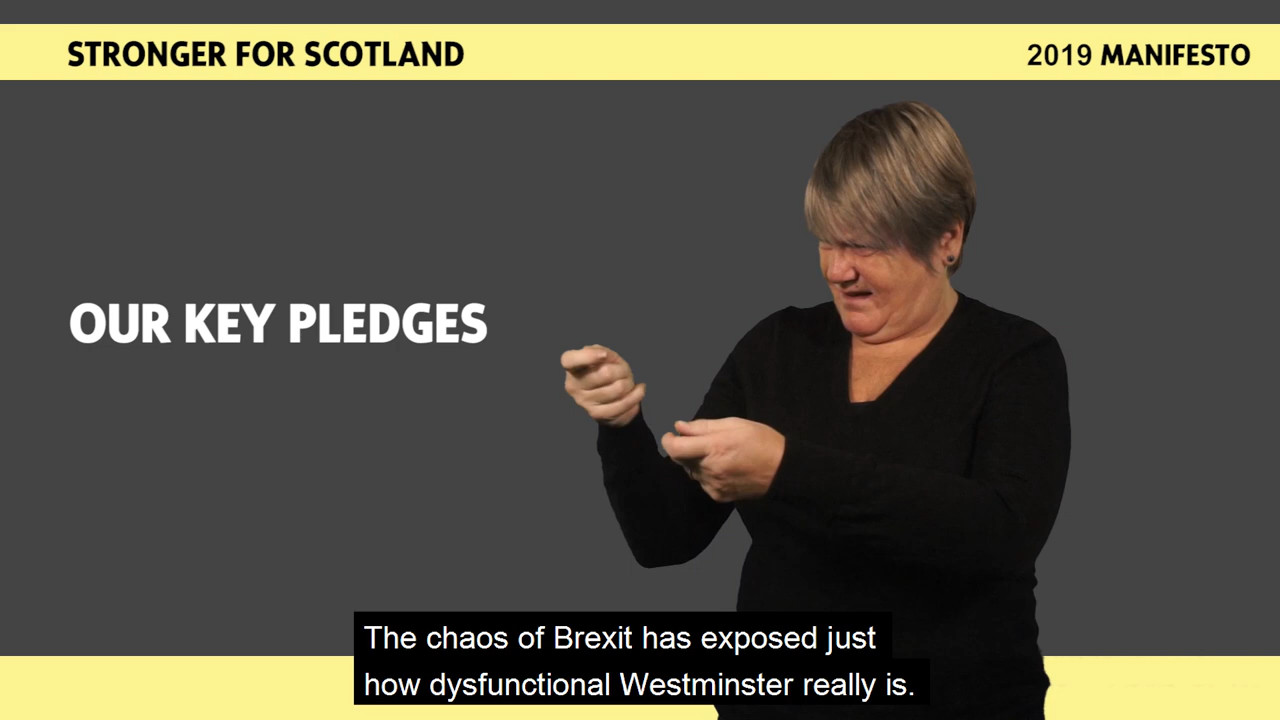 STRONGER FOR SCOTLAND
2019 MANIFESTO
OUR KEY PLEDGES
The chaos of Brexit has exposed just
how dysfunctional Westminster really is.